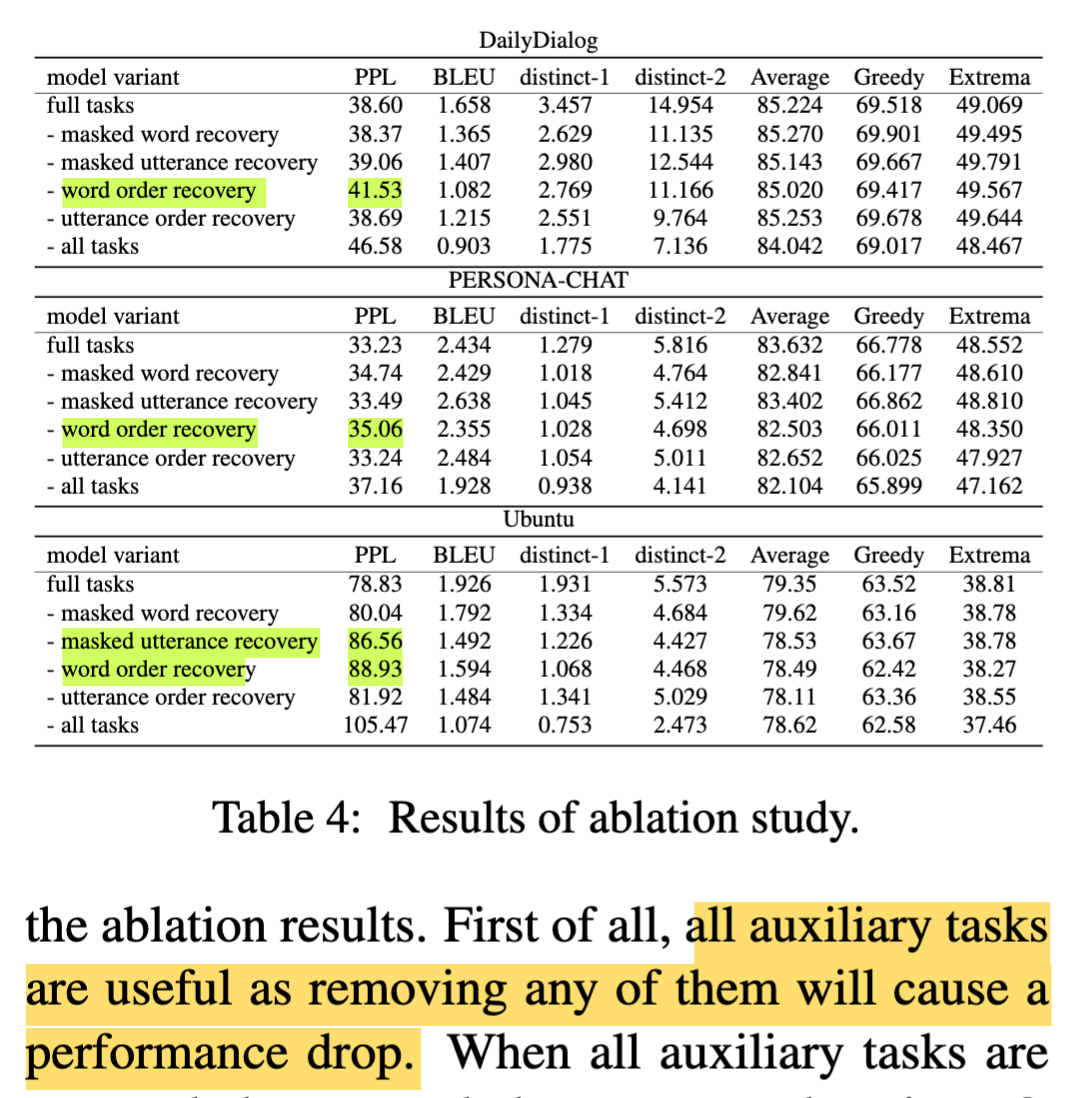 DailyDialog
model variant PPL BLEU distinct-1 distinct-2 Average Greedy Extrema
full tasks 38.60 1.658 3.457 14.954 85.224 69.518 49.069
- masked word recovery 38.37 1.365 2.629 11.135 85.270 69.901 49.495
- masked utterance recovery 39.06 1.407 2.980 12.544 85.143 69.667 49.791
- word order recovery 41.53 1.082 2.769 11.166 85.020 69.417 49.567
- utterance order recovery 38.69 1.215 2.551 9.764 85.253 69.678 49.644
- all tasks 46.58 0.903 1.775 7.136 84.042 69.017 48.467
PERSONA-CHAT
model variant PPL BLEU distinct-1 distinct-2 Average Greedy Extrema
full tasks 33.23 2.434 1.279 5.816 83.632 66.778 48.552
- masked word recovery 34.74 2.429 1.018 4.764 82.841 66.177 48.610
- masked utterance recovery 33.49 2.638 1.045 5.412 83.402 66.862 48.810
- word order recovery 35.06 2.355 1.028 4.698 82.503 66.011 48.350
- utterance order recovery 33.24 2.484 1.054 5.011 82.652 66.025 47.927
- all tasks 37.16 1.928 0.938 4.141 82.104 65.899 47.162
Ubuntu
model variant PPL BLEU distinct-1 distinct-2 Average Greedy Extrema
full tasks 78.83 1.926 1.931 5.573 79.35 63.52 38.81
- masked word recovery 80.04 1.792 1.334 4.684 79.62 63.16 38.78
- masked utterance recovery 86.56 1.492 1.226 4.427 78.53 63.67 38.78
- word order recovery 88.93 1.594 1.068 4.468 78.49 62.42 38.27
- utterance order recovery 81.92 1.484 1.341 5.029 78.11 63.36 38.55
- all tasks 105.47 1.074 0.753 2.473 78.62 62.58 37.46
Table 4: Results of ablation study.
the ablation results. First of all, all auxiliary tasks
are useful as removing any of them will cause a
performance drop. When all auxiliary tasks are